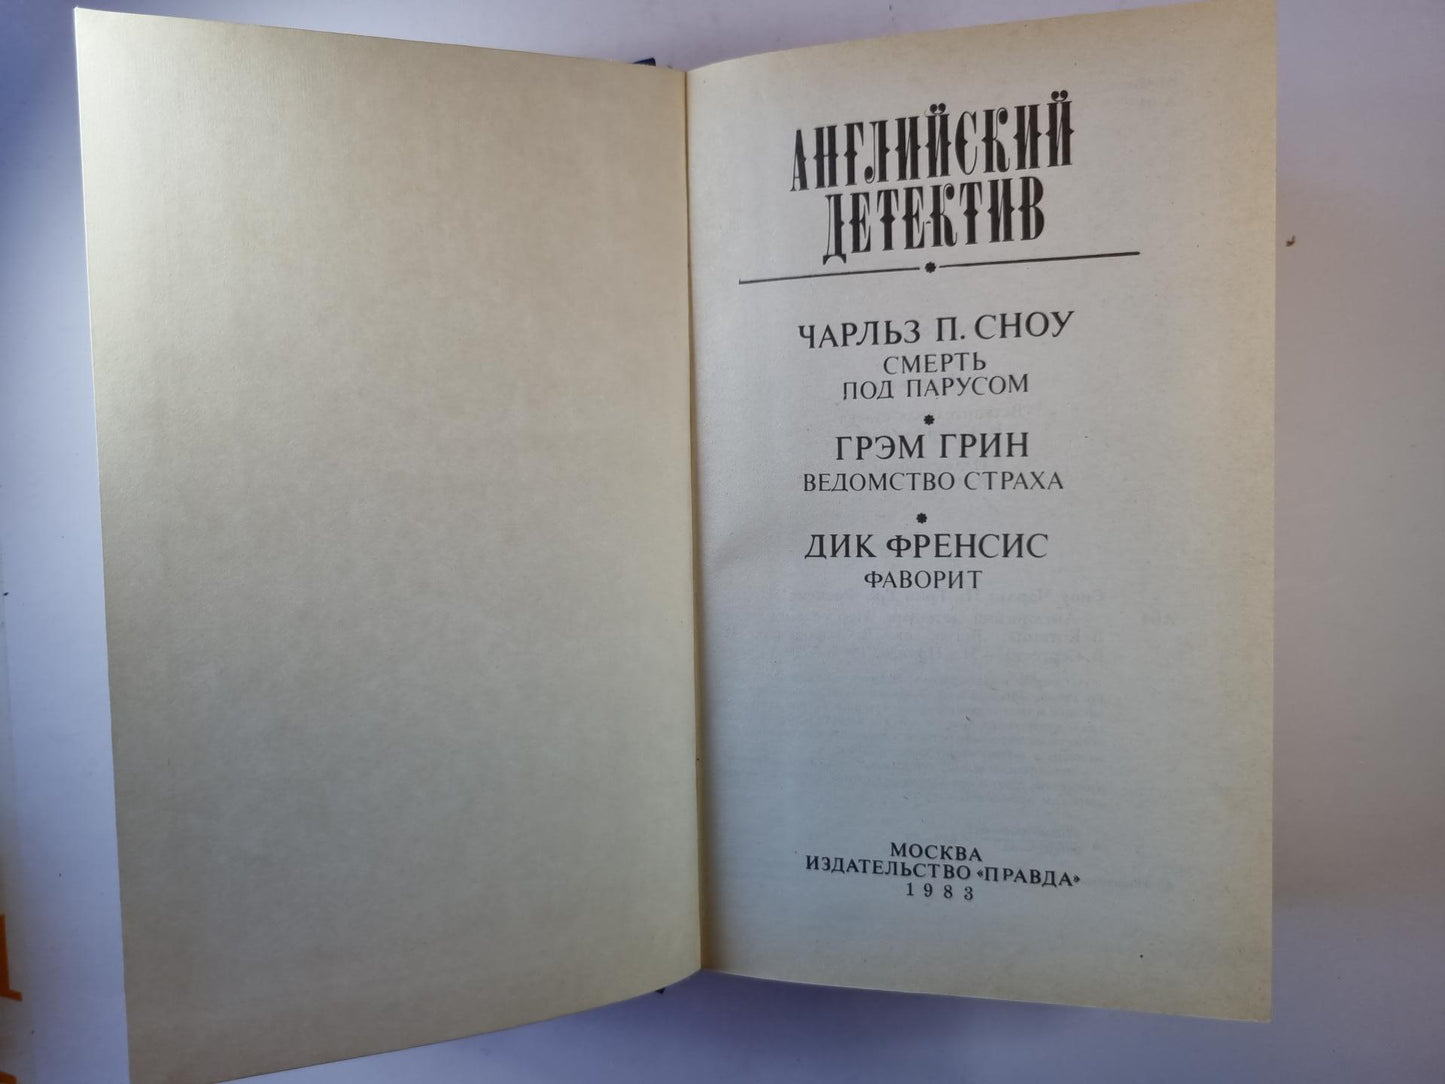 АНГЛИЙСКИЙ
ДЕТЕКТИВ
ЧАРЛЬЗ П. СНОУ
СМЕРТЬ
ПОД ПАРУСОМ
ГРЭМ ГРИН
ВЕДОМСТВО СТРАХА
ДИК ФРЕНСИС
ФАВОРИТ
МОСКВА
ИЗДАТЕЛЬСТВО «ПРАВДА»
1983